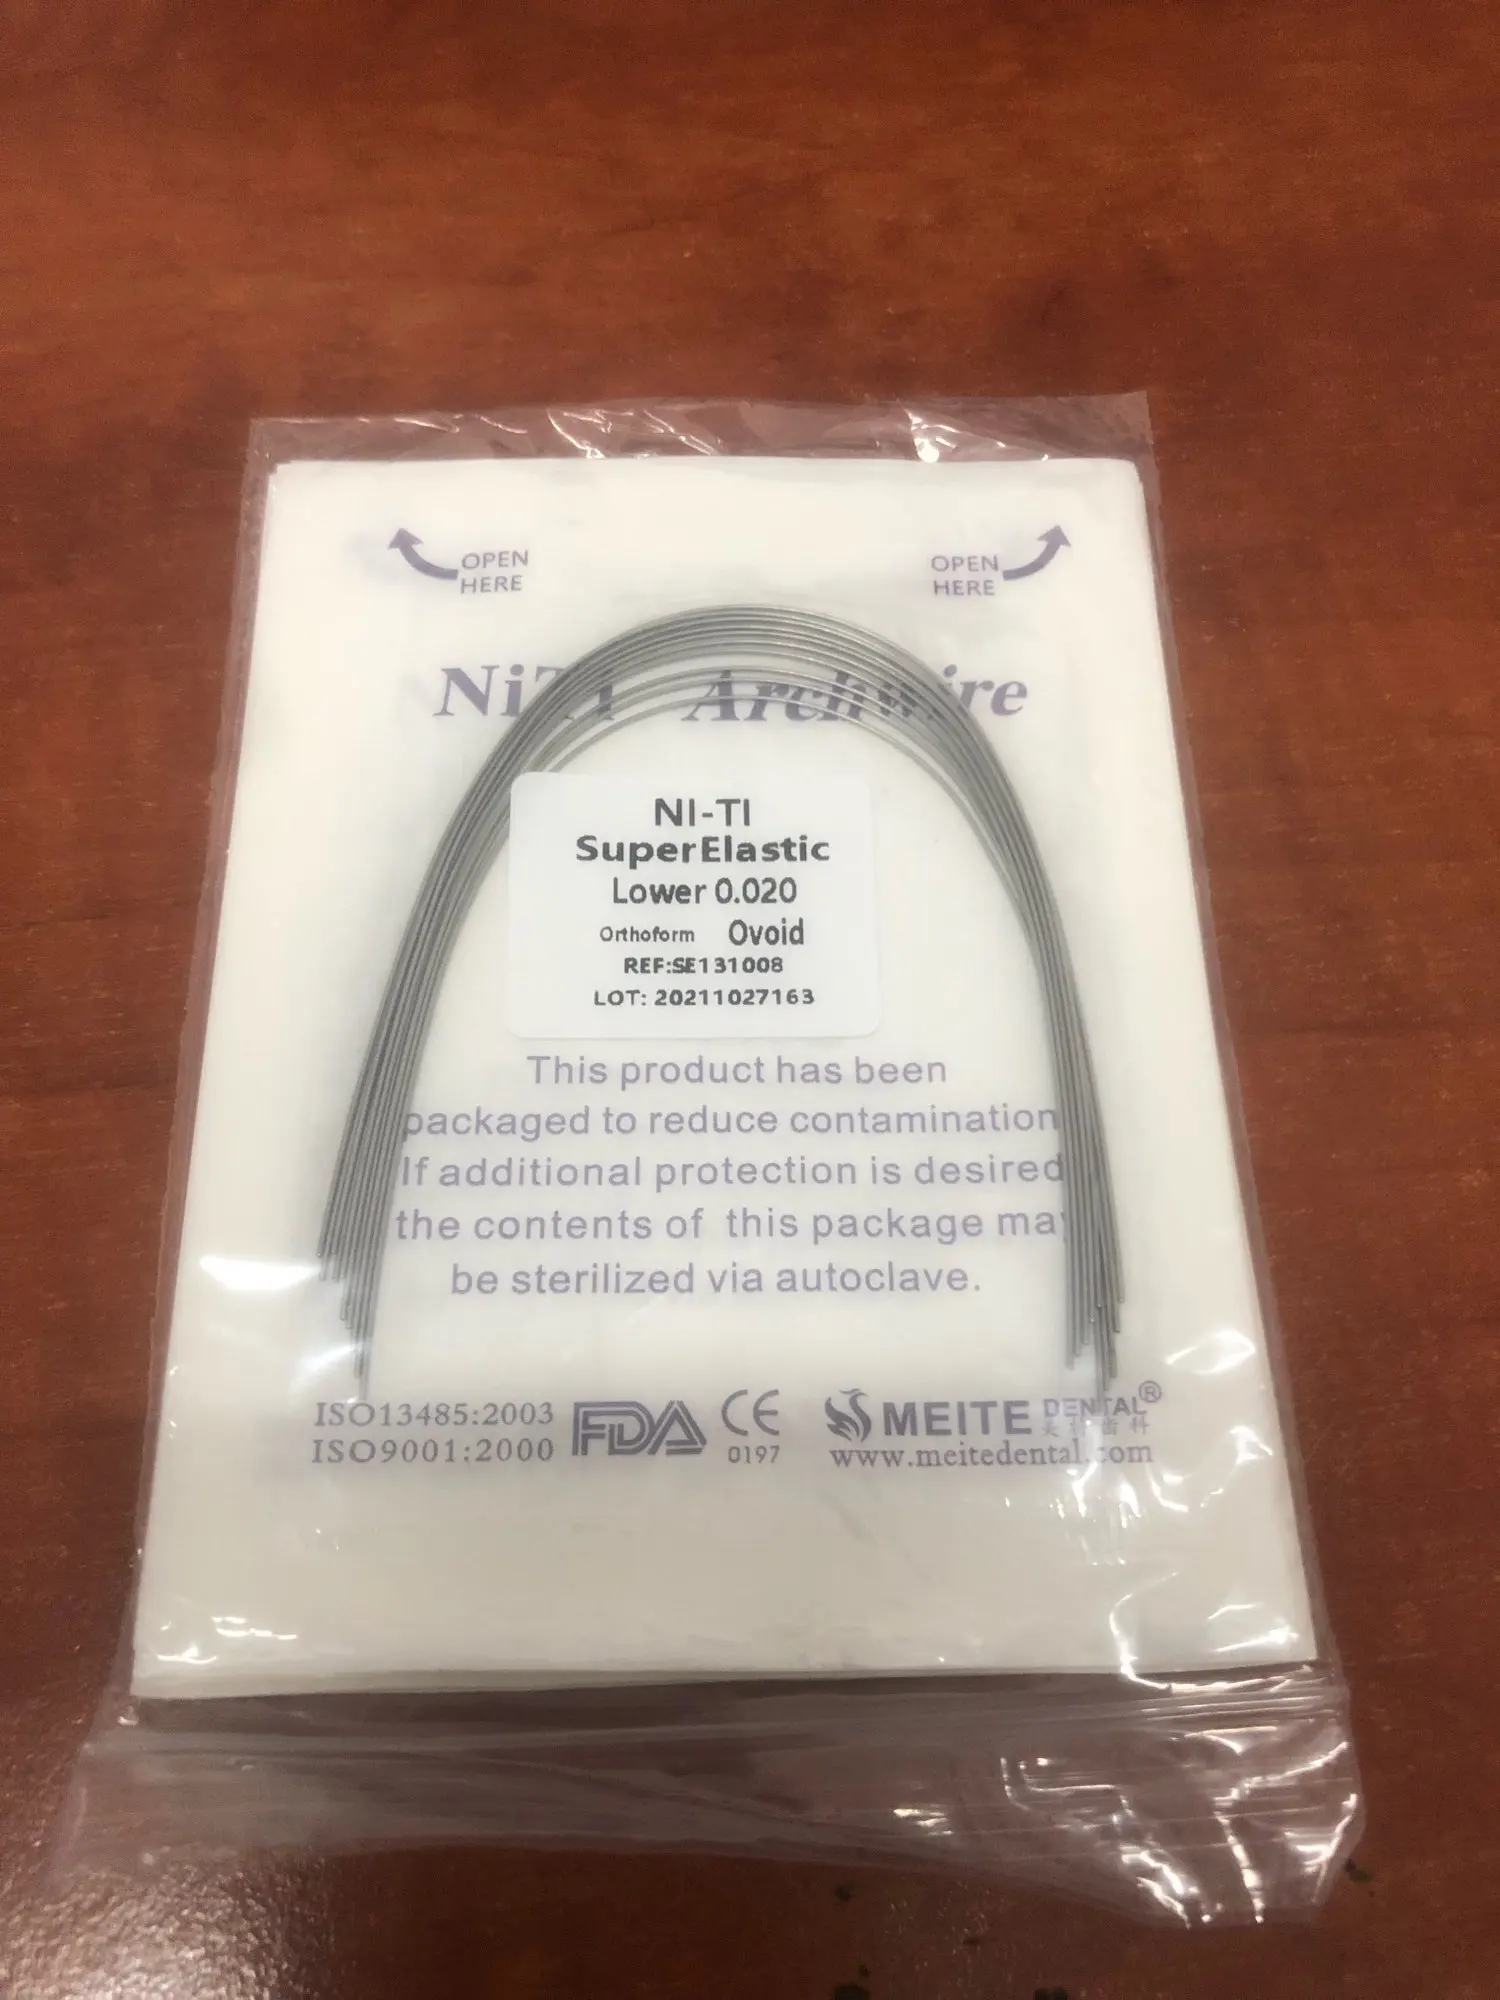 OPEN
HERE
OPEN
HERE
NiTi Archwire
NI-TI
SuperElastic
Lower 0.020
Orthoform Ovoid
REF:SE131008
LOT: 20211027163
This product has been
packaged to reduce contamination
If additional protection is desired
the contents of this package may
be sterilized via autoclave.
ISO13485:2003
ISO9001:2000
FDA
CE
0197
MEITE DENTAL®
www.meitedental.com